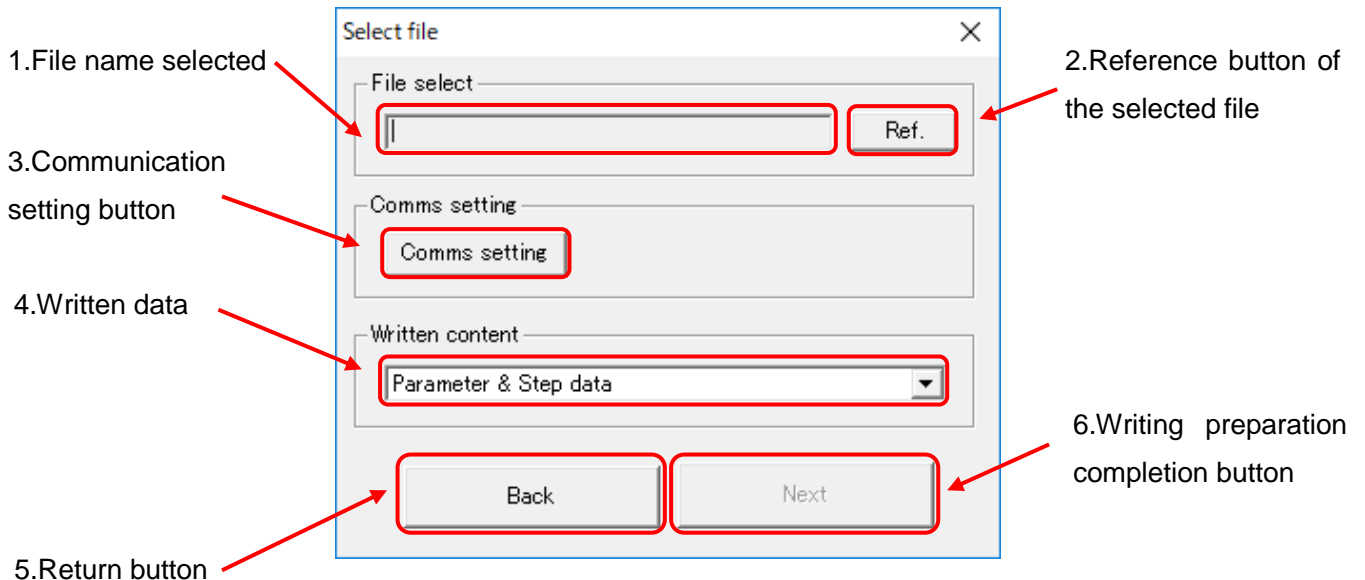 Select file
1.File name selected
2.Reference button of
the selected file
File select
Ref.
3.Communication
setting button
Comms setting
Comms setting
4.Written data
Written content
Parameter & Step data
6.Writing preparation
completion button
Back
Next
5.Return button